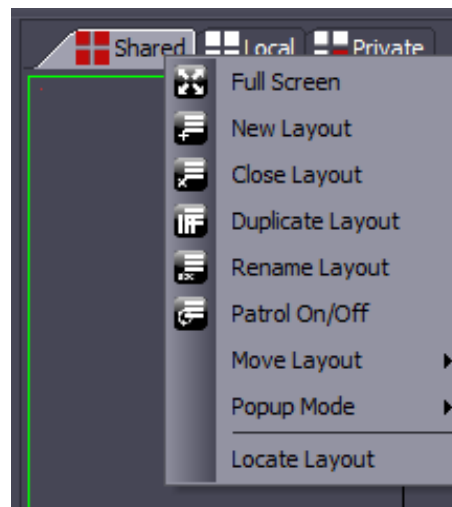 Shared Local Private
Full Screen
New Layout
Close Layout
Duplicate Layout
Rename Layout
Patrol On/Off
Move Layout
Popup Mode
Locate Layout